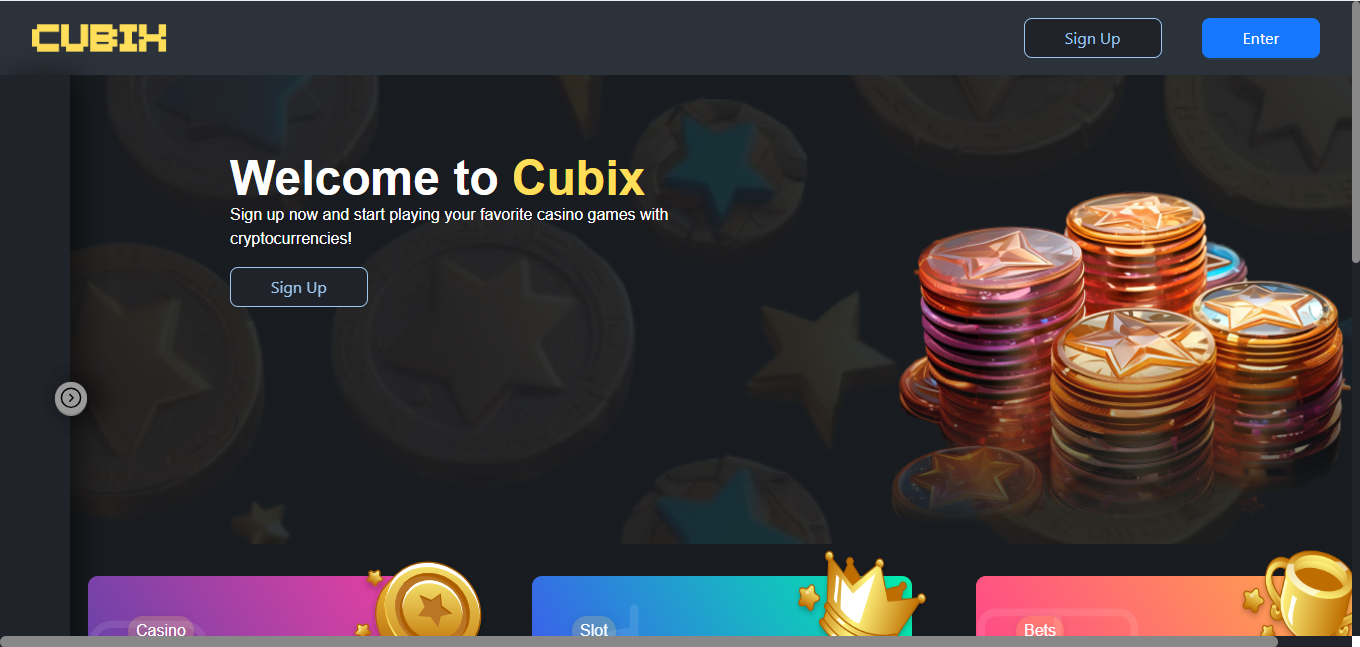 CUBIX
Sign Up
Enter
Welcome to Cubix
Sign up now and start playing your favorite casino games with
cryptocurrencies!
Sign Up
Casino
Slot
Bets